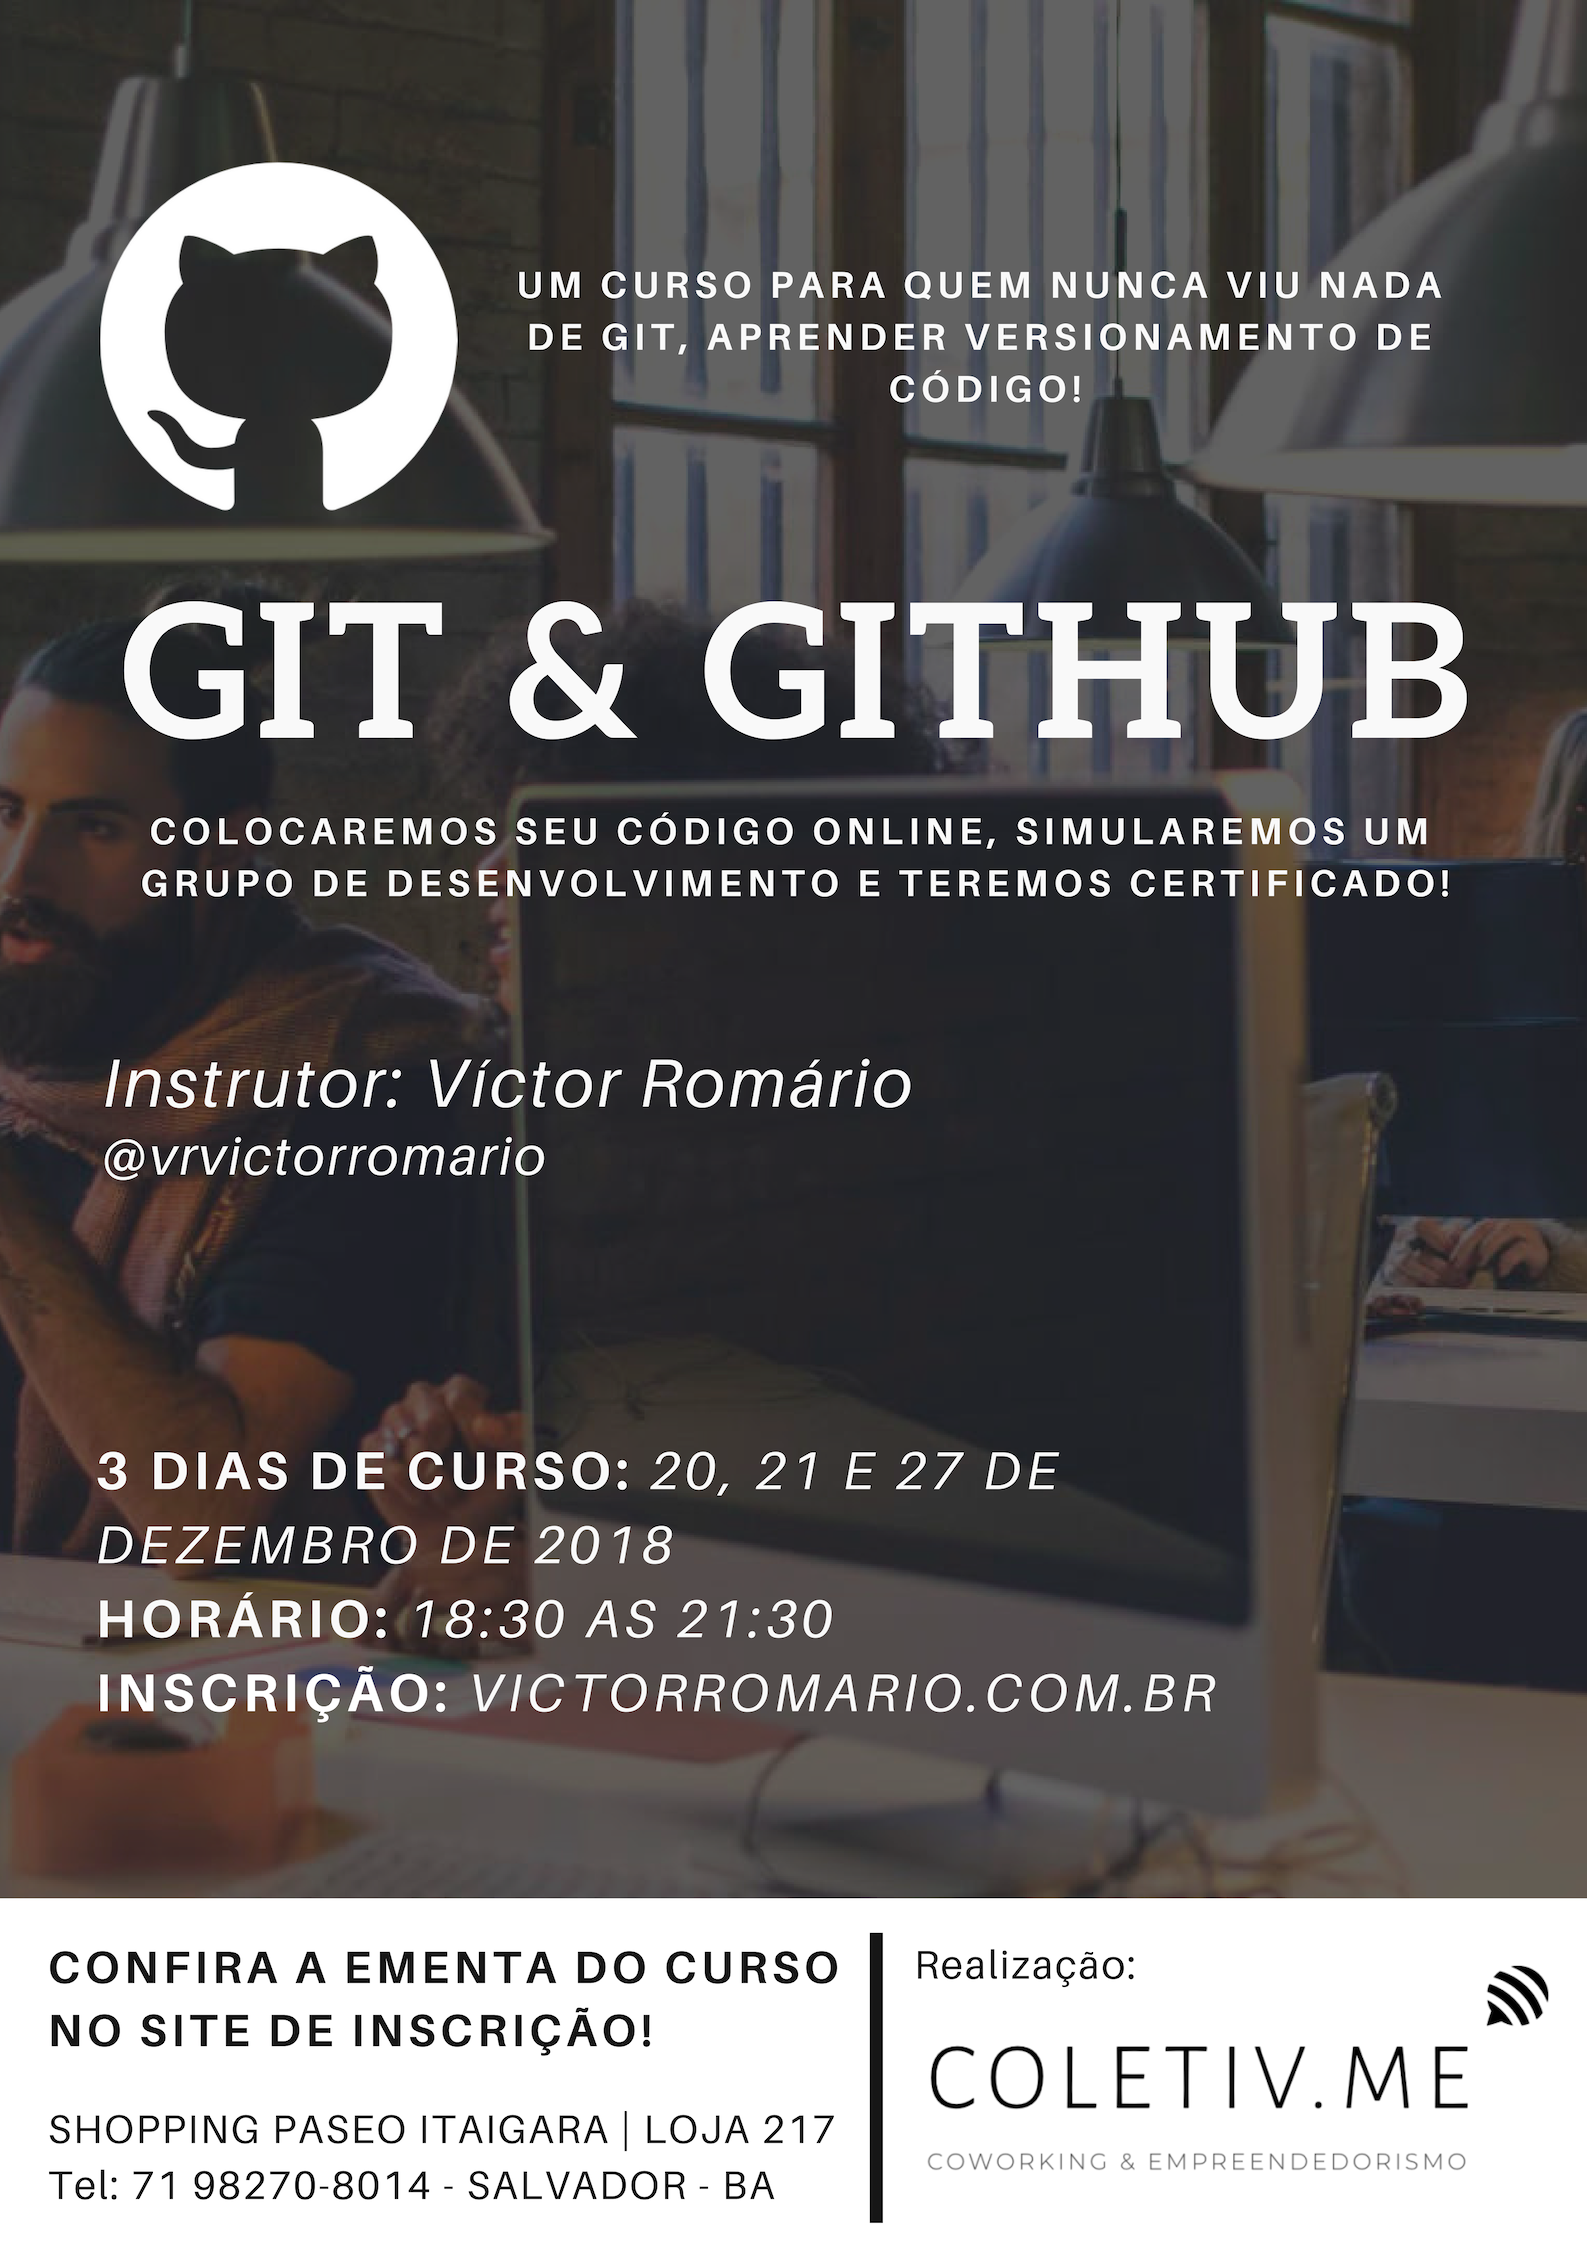 UM CURSO PARA QUEM NUNCA VIU NADA
DE GIT, APRENDER VERSIONAMENTO DE
CÓDIGO!
GIT & GITHUB
COLOCAREMOS SEU CÓDIGO ONLINE, SIMULAREMOS UM
GRUPO DE DESENVOLVIMENTO E TEREMOS CERTIFICADO!
Instrutor: Víctor Romário
@vrvictorromario
3 DIAS DE CURSO: 20, 21 E 27 DE
DEZEMBRO DE 2018
HORÁRIO: 18:30 AS 21:30
INSCRIÇÃO: VICTORROMARIO.COM.BR
CONFIRA A EMENTA DO CURSO
NO SITE DE INSCRIÇÃO!
SHOPPING PASEO ITAIGARA | LOJA 217
Tel: 71 98270-8014 - SALVADOR - BA
Realização:
COLETIV.ME
COWORKING & EMPREENDEDORISMO